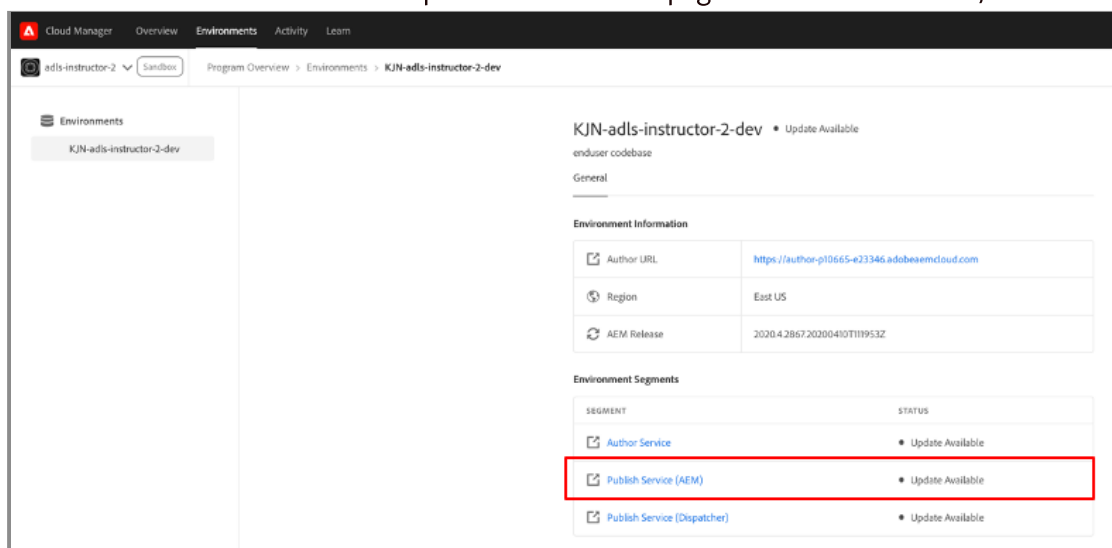 Cloud Manager Overview Environments Activity Learn
adls-instructor-2 Sandbox Program Overview > Environments > KJN-adls-instructor-2-dev
Environments
KJN-adls-instructor-2-dev
KJN-adls-instructor-2-dev • Update Available
enduser codebase
General
Environment Information
Author URL https://author-p10665-e23346.adobeaemcloud.com
Region East US
AEM Release 2020.4.2867.20200410T111953Z
Environment Segments
SEGMENT STATUS
Author Service • Update Available
Publish Service (AEM) • Update Available
Publish Service (Dispatcher) • Update Available